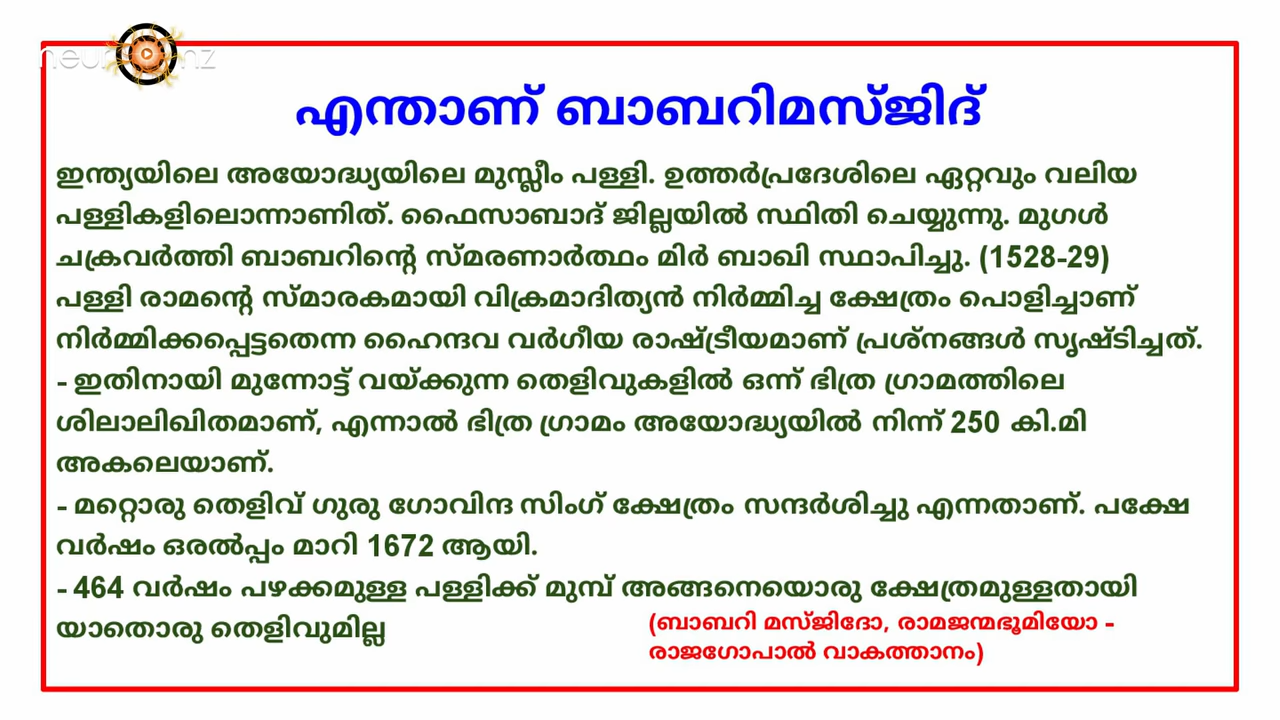 എന്താണ് ബാബറിമസ്ജിദ്
ഇന്ത്യയിലെ അയോദ്ധ്യയിലെ മുസ്ലീം പള്ളി. ഉത്തർപ്രദേശിലെ ഏറ്റവും വലിയ
പള്ളികളിലൊന്നാണിത്. ഫൈസാബാദ് ജില്ലയിൽ സ്ഥിതി ചെയ്യുന്നു. മുഗൾ
ചക്രവർത്തി ബാബറിന്റെ സ്മരണാർത്ഥം മിർ ബാഖി സ്ഥാപിച്ചു. (1528-29)
പള്ളി രാമന്റെ സ്മാരകമായി വിക്രമാദിത്യൻ നിർമ്മിച്ച ക്ഷേത്രം പൊളിച്ചാണ്
നിർമ്മിക്കപ്പെട്ടതെന്ന ഹൈന്ദവ വർഗീയ രാഷ്ട്രീയമാണ് പ്രശ്നങ്ങൾ സൃഷ്ടിച്ചത്.
- ഇതിനായി മുന്നോട്ട് വയ്ക്കുന്ന തെളിവുകളിൽ ഒന്ന് ഭിത്ര ഗ്രാമത്തിലെ
ശിലാലിഖിതമാണ്, എന്നാൽ ഭിത്ര ഗ്രാമം അയോദ്ധ്യയിൽ നിന്ന് 250 കി.മി
അകലെയാണ്.
- മറ്റൊരു തെളിവ് ഗുരു ഗോവിന്ദ സിംഗ് ക്ഷേത്രം സന്ദർശിച്ചു എന്നതാണ്. പക്ഷേ
വർഷം ഒരൽപ്പം മാറി 1672 ആയി.
- 464 വർഷം പഴക്കമുള്ള പള്ളിക്ക് മുമ്പ് അങ്ങനെയൊരു ക്ഷേത്രമുള്ളതായി
യാതൊരു തെളിവുമില്ല
(ബാബറി മസ്ജിദോ, രാമജന്മഭൂമിയോ -
രാജഗോപാൽ വാകത്താനം)